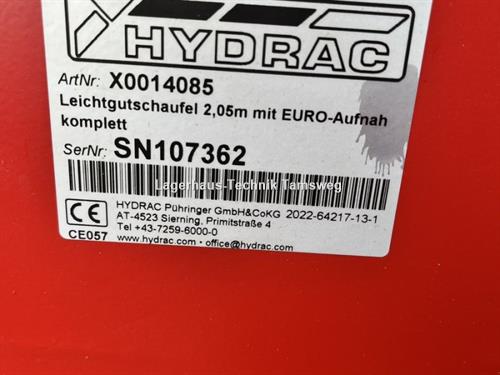 HYDRAC
ArtNr: X0014085
Leichtgutschaufel 2,05m mit EURO-Aufnah
komplett
SerNr: SN107362
Lagerhaus-Technik Tamsweg
HYDRAC Pühringer GmbH&CoKG 2022-64217-13-1
AT-4523 Sierning, Primitstraße 4
Tel +43-7259-6000-0
CE057 www.hydrac.com • office@hydrac.com